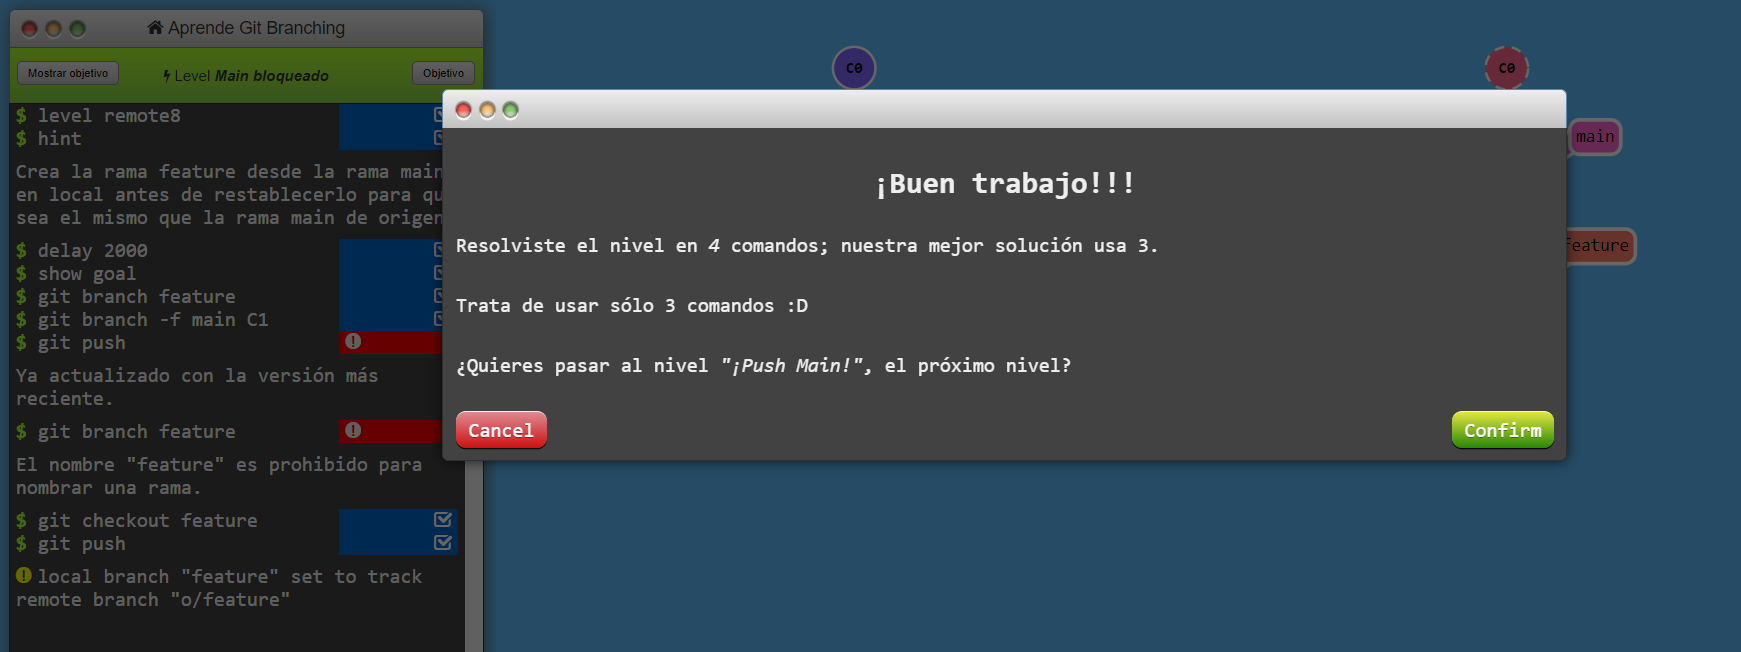 Aprende Git Branching
Mostrar objetivo
Level Main bloqueado
Objetivo
$ level remote8
$ hint
Crea la rama feature desde la rama main
en local antes de restablecerlo para qu
sea el mismo que la rama main de origen
$ delay 2000
$ show goal
$ git branch feature
$ git branch -f main C1
$ git push
Ya actualizado con la versión más
reciente.
$ git branch feature
El nombre "feature" es prohibido para
nombrar una rama.
$ git checkout feature
$ git push
local branch "feature" set to track
remote branch "o/feature"
C0
C0
main
feature
¡Buen trabajo!!!
Resolviste el nivel en 4 comandos; nuestra mejor solución usa 3.
Trata de usar sólo 3 comandos :D
¿Quieres pasar al nivel "¡Push Main!", el próximo nivel?
Cancel
Confirm